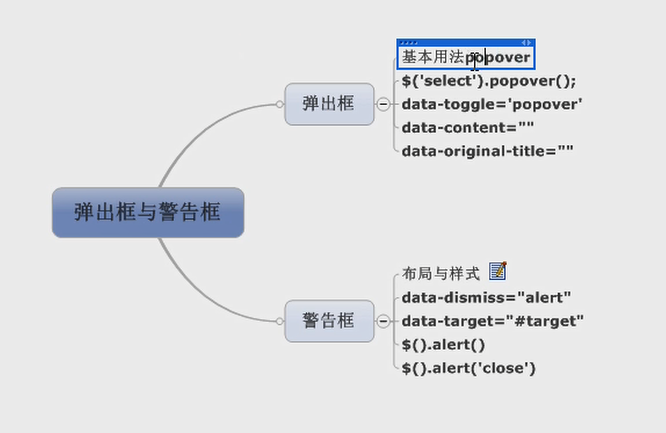 弹出框与警告框
弹出框
基本用法popover
$('select').popover();
data-toggle='popover'
data-content=""
data-original-title=""
警告框
布局与样式
data-dismiss="alert"
data-target="#target"
$().alert()
$().alert('close')